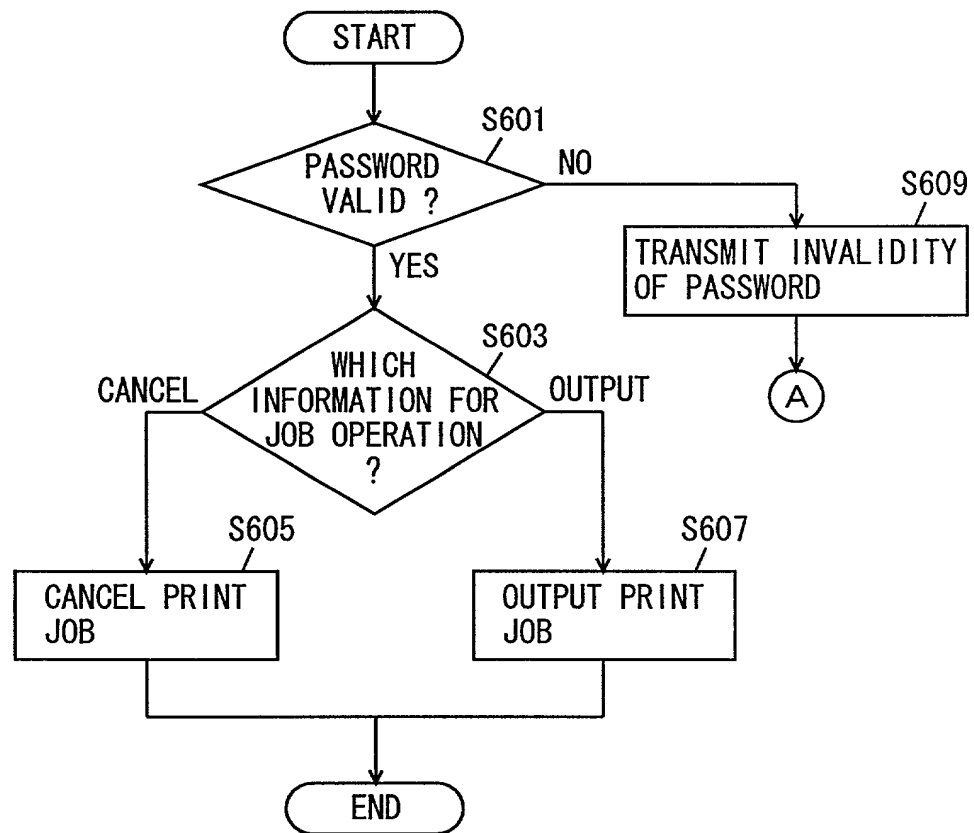 START
S601
PASSWORD
VALID ?
NO
S609
TRANSMIT INVALIDITY
OF PASSWORD
YES
A
S603
WHICH
INFORMATION FOR
JOB OPERATION
?
CANCEL
OUTPUT
S605
CANCEL PRINT
JOB
S607
OUTPUT PRINT
JOB
END